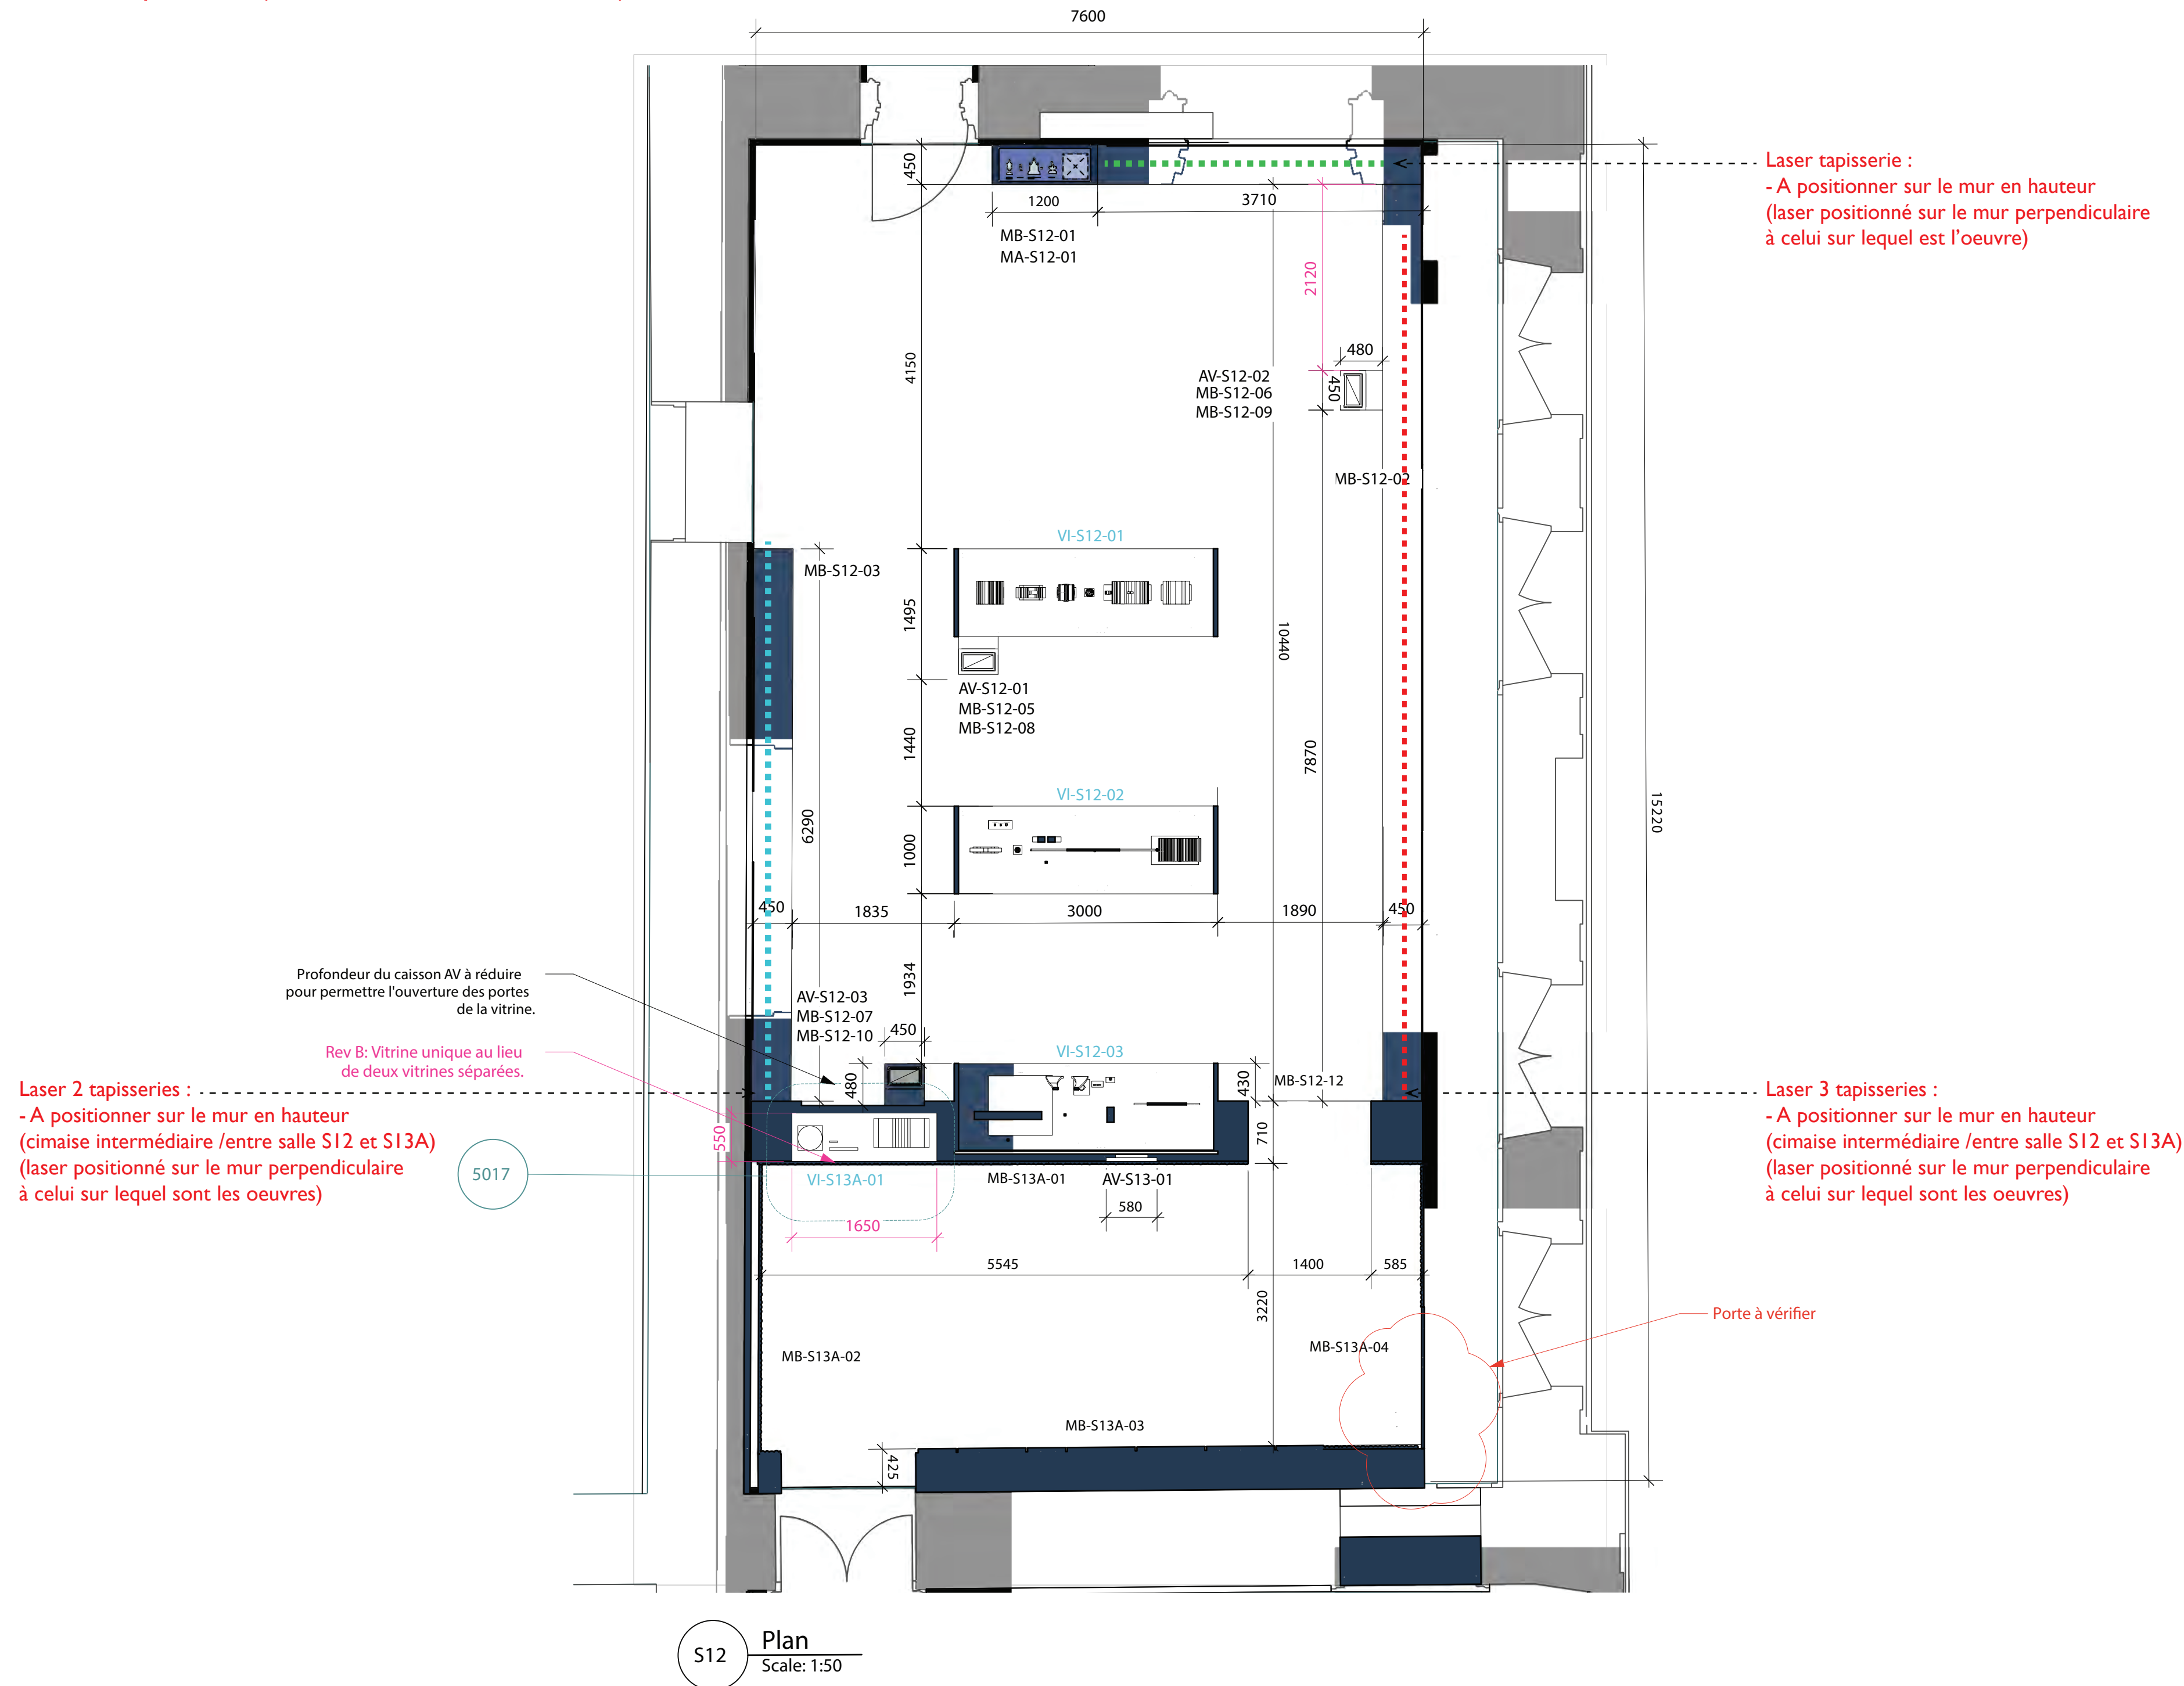 7600
450
1200
3710
MB-S12-01
MA-S12-01
Laser tapisserie :
- A positionner sur le mur en hauteur
(laser positionné sur le mur perpendiculaire
à celui sur lequel est l'oeuvre)
2120
4150
480
450
AV-S12-02
MB-S12-06
MB-S12-09
MB-S12-02
VI-S12-01
MB-S12-03
1495
10440
AV-S12-01
MB-S12-05
MB-S12-08
1440
7870
15220
VI-S12-02
6290
1000
450
1835
3000
1890
450
1934
Profondeur du caisson AV à réduire
pour permettre l'ouverture des portes
de la vitrine.
AV-S12-03
MB-S12-07
MB-S12-10
450
480
Rev B: Vitrine unique au lieu
de deux vitrines séparées.
VI-S12-03
430
MB-S12-12
Laser 2 tapisseries :
- A positionner sur le mur en hauteur
(cimaise intermédiaire /entre salle S12 et S13A)
(laser positionné sur le mur perpendiculaire
à celui sur lequel sont les oeuvres)
Laser 3 tapisseries :
- A positionner sur le mur en hauteur
(cimaise intermédiaire /entre salle S12 et S13A)
(laser positionné sur le mur perpendiculaire
à celui sur lequel sont les oeuvres)
550
710
5017
VI-S13A-01
MB-S13A-01
AV-S13-01
580
1650
5545
1400
585
3220
Porte à vérifier
MB-S13A-02
MB-S13A-04
MB-S13A-03
425
S12
Plan
Scale: 1:50